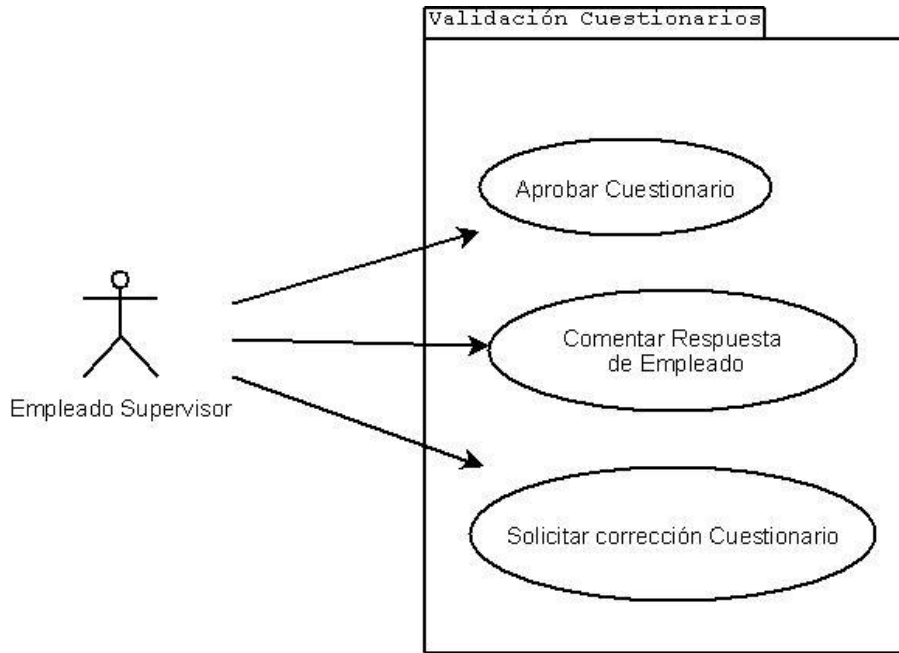 Validación Cuestionarios
Aprobar Cuestionario
Comentar Respuesta
de Empleado
Empleado Supervisor
Solicitar corrección Cuestionario